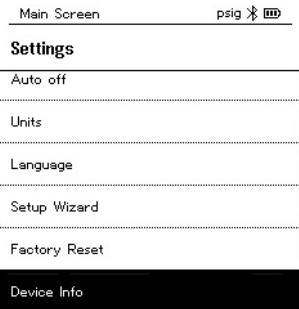 Main Screen psig
Settings
Auto off
Units
Language
Setup Wizard
Factory Reset
Device Info